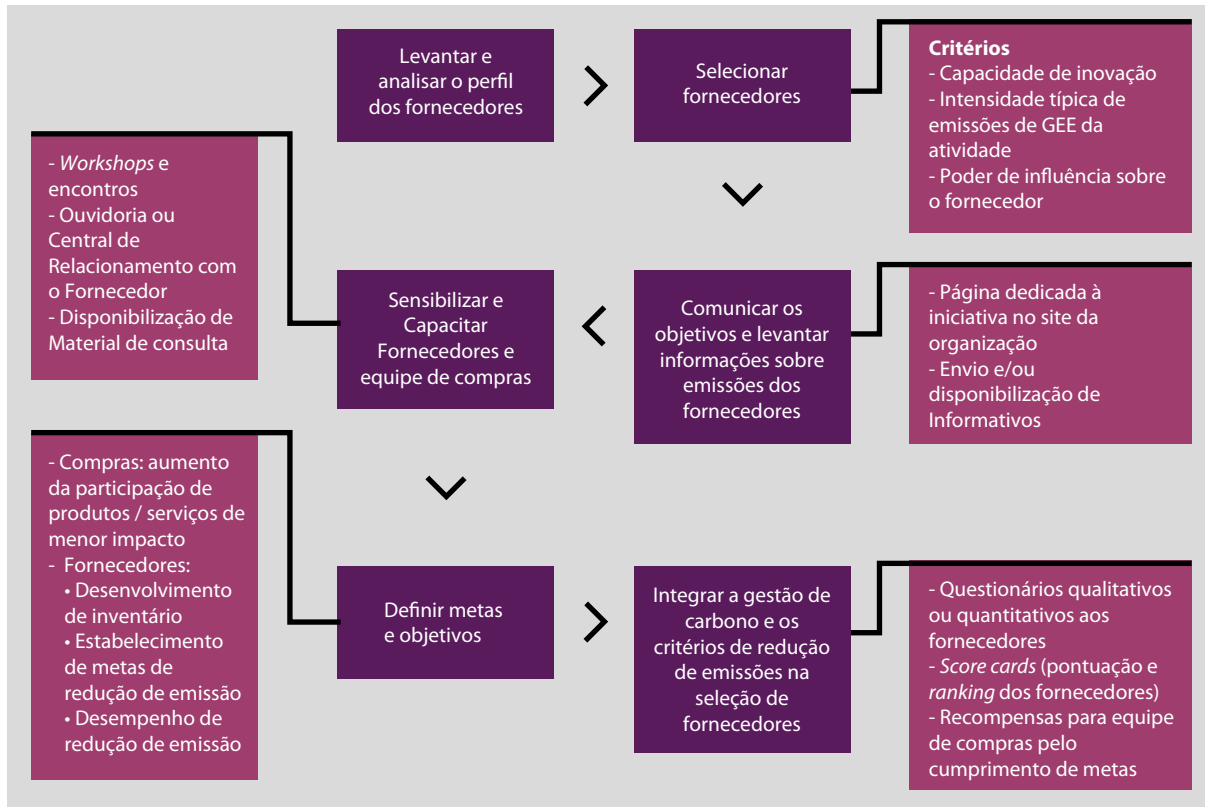 Levantar e
analisar o perfil
dos fornecedores
Selecionar
fornecedores
Critérios
- Capacidade de inovação
- Intensidade típica de
emissões de GEE da
atividade
- Poder de influência sobre
o fornecedor
- Página dedicada à
iniciativa no site da
organização
- Envio e/ou
disponibilização de
Informativos
Comunicar os
objetivos e levantar
informações sobre
emissões dos
fornecedores
Sensibilizar e
Capacitar
Fornecedores e
equipe de compras
- Workshops e
encontros
- Ouvidoria ou
Central de
Relacionamento com
o Fornecedor
- Disponibilização de
Material de consulta
- Compras: aumento
da participação de
produtos / serviços de
menor impacto
- Fornecedores:
• Desenvolvimento
de inventário
• Estabelecimento
de metas de
redução de emissão
• Desempenho de
redução de emissão
Definir metas
e objetivos
Integrar a gestão de
carbono e os
critérios de redução
de emissões na
seleção de
fornecedores
- Questionários qualitativos
ou quantitativos aos
fornecedores
- Score cards (pontuação e
ranking dos fornecedores)
- Recompensas para equipe
de compras pelo
cumprimento de metas